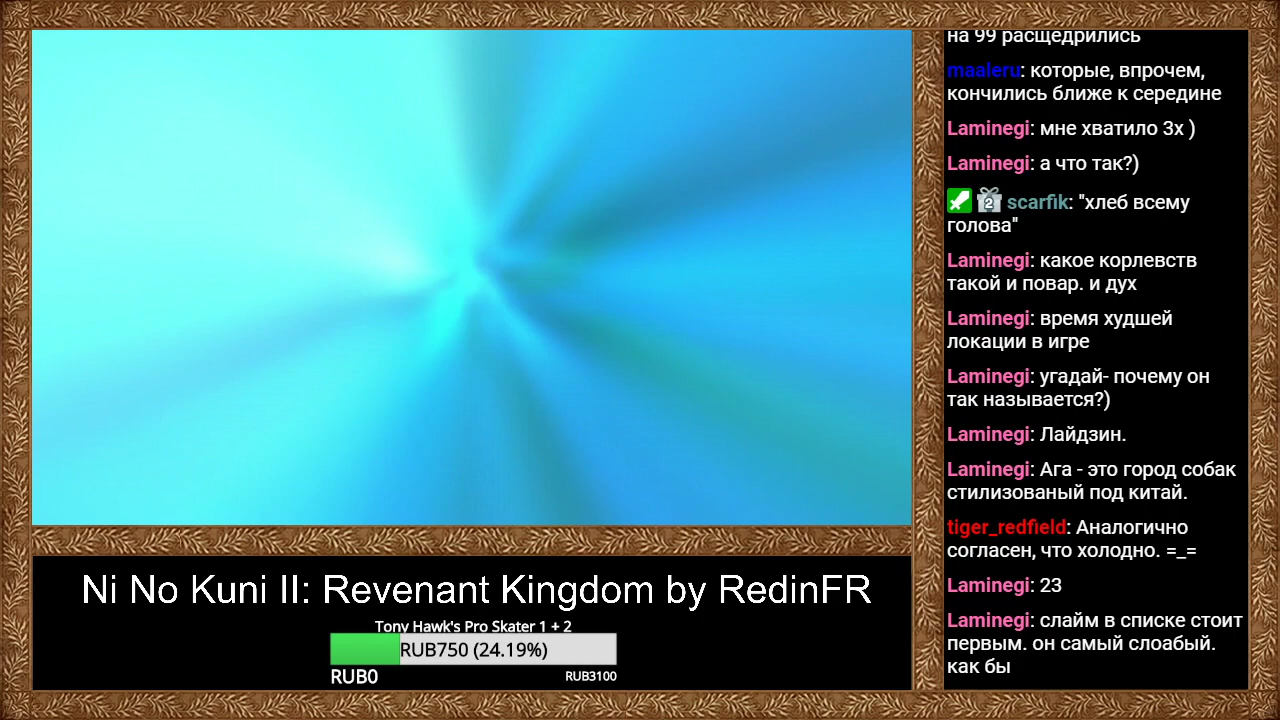 на 99 расщедрились
maaleru: которые, впрочем,
кончились ближе к середине
Laminegi: мне хватило 3х )
Laminegi: а что так?)
2 scarfik: "хлеб всему
голова"
Laminegi: какое корлевств
такой и повар. и дух
Laminegi: время худшей
локации в игре
Laminegi: угадай- почему он
так называется?)
Laminegi: Лайдзин.
Laminegi: Ага - это город собак
стилизованый под китай.
tiger_redfield: Аналогично
согласен, что холодно. =_=
Laminegi: 23
Laminegi: слайм в списке стоит
первым. он самый слоабый.
как бы
Ni No Kuni II: Revenant Kingdom by RedinFR
Tony Hawk's Pro Skater 1 + 2
RUB750 (24.19%)
RUB0
RUB3100